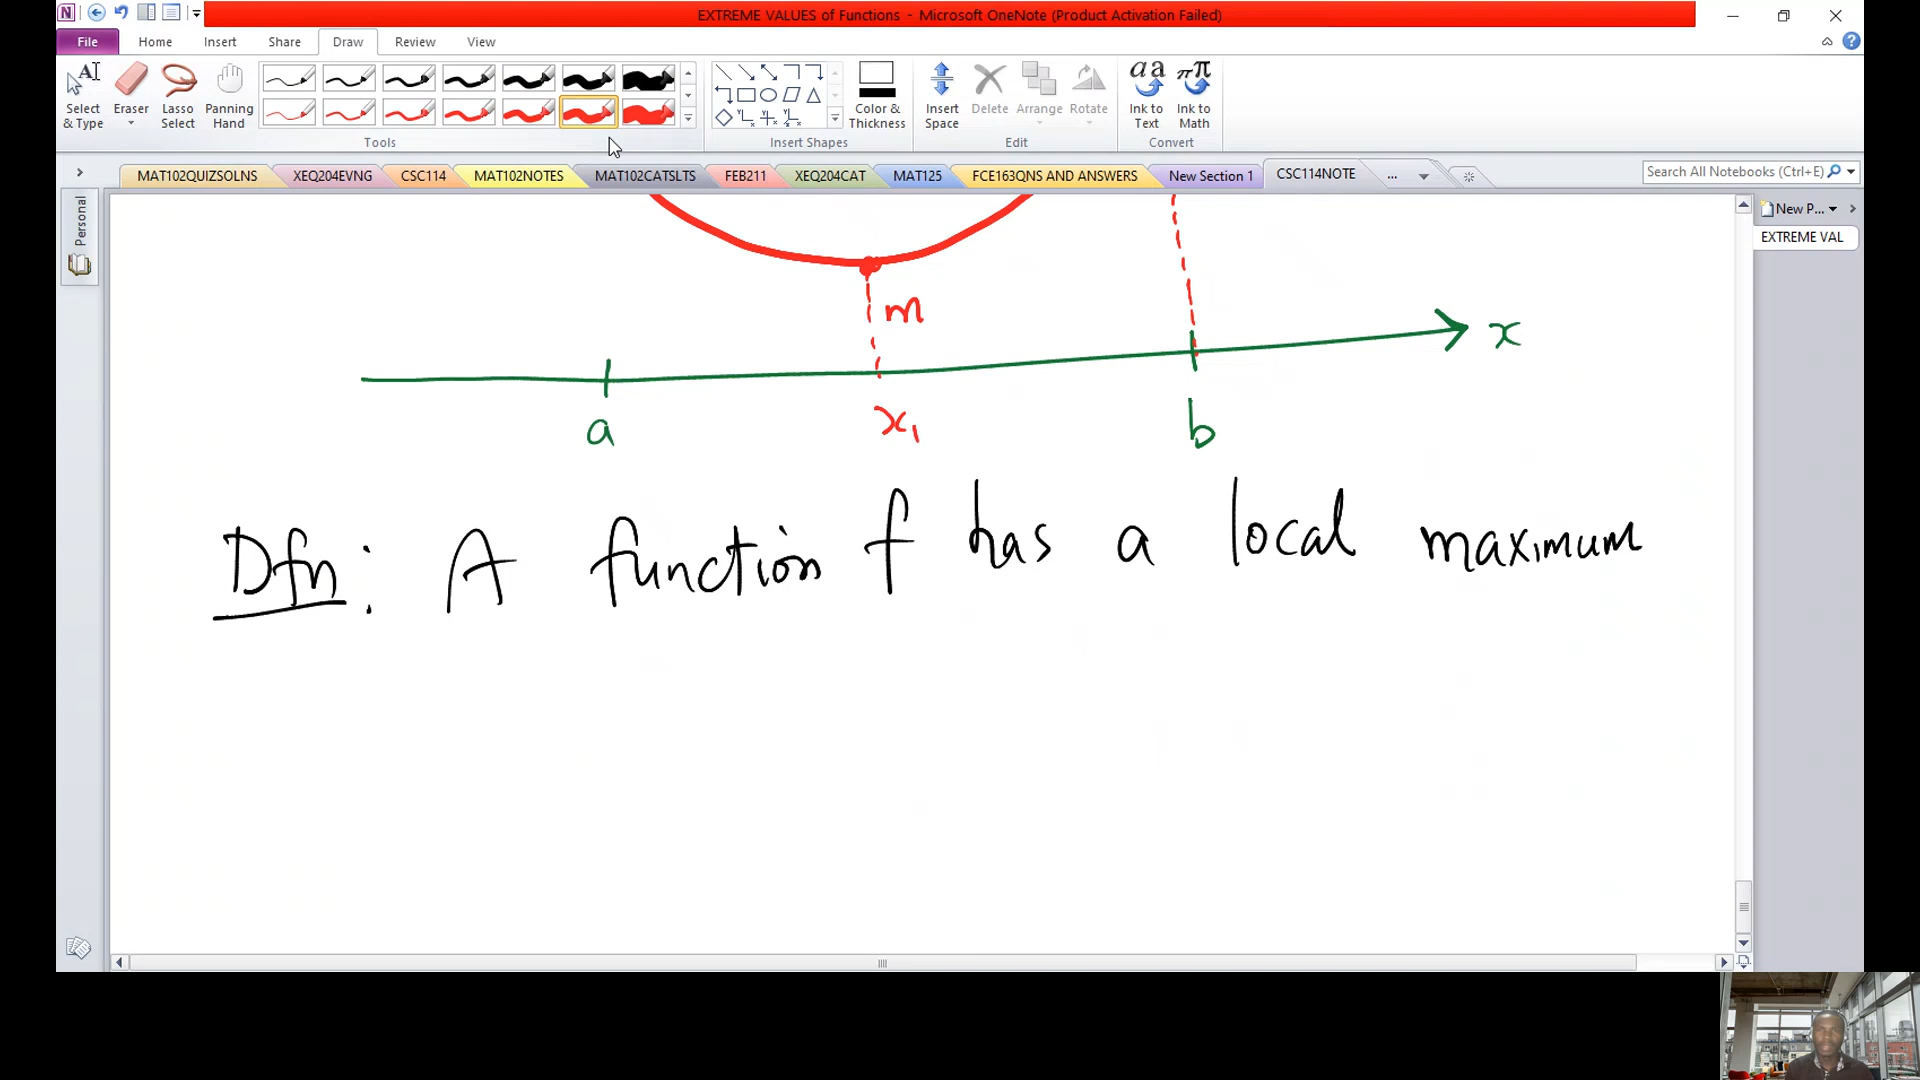 EXTREME VALUES of Functions - Microsoft OneNote (Product Activation Failed)
File Home Insert Share Draw Review View
Select & Type
Eraser
Lasso Select
Panning Hand
Color & Thickness
Insert Space
Delete
Arrange
Rotate
Ink to Text
Ink to Math
Tools Insert Shapes Edit Convert
MAT102QUIZSOLNS XEQ204EVNG CSC114 MAT102NOTES MAT102CATSLTS FEB211 XEQ204CAT MAT125 FCE163QNS AND ANSWERS New Section 1 CSC114NOTE ... Search All Notebooks (Ctrl+E)
Personal
New P...
EXTREME VAL
m
x
a x₁ b
Dfn: A function f has a local maximum